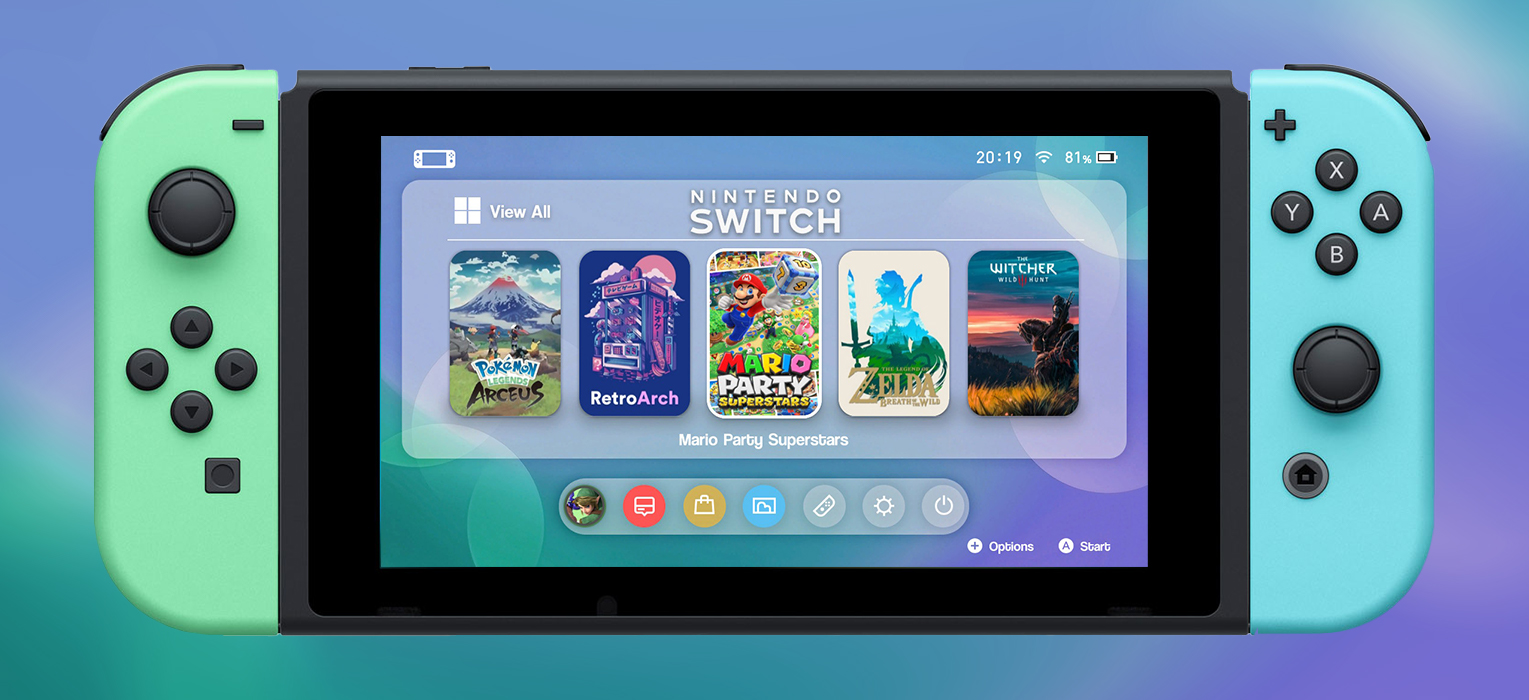 20:19 81%
View All
NINTENDO
SWITCH
Pokémon
LEGENDS
ARCEUS
RetroArch
MARIO
PARTY
SUPERSTARS
THE LEGEND OF
ZELDA
BREATH OF THE WILD
THE
WITCHER
WILD HUNT
Mario Party Superstars
Options
A Start
X
Y A
B